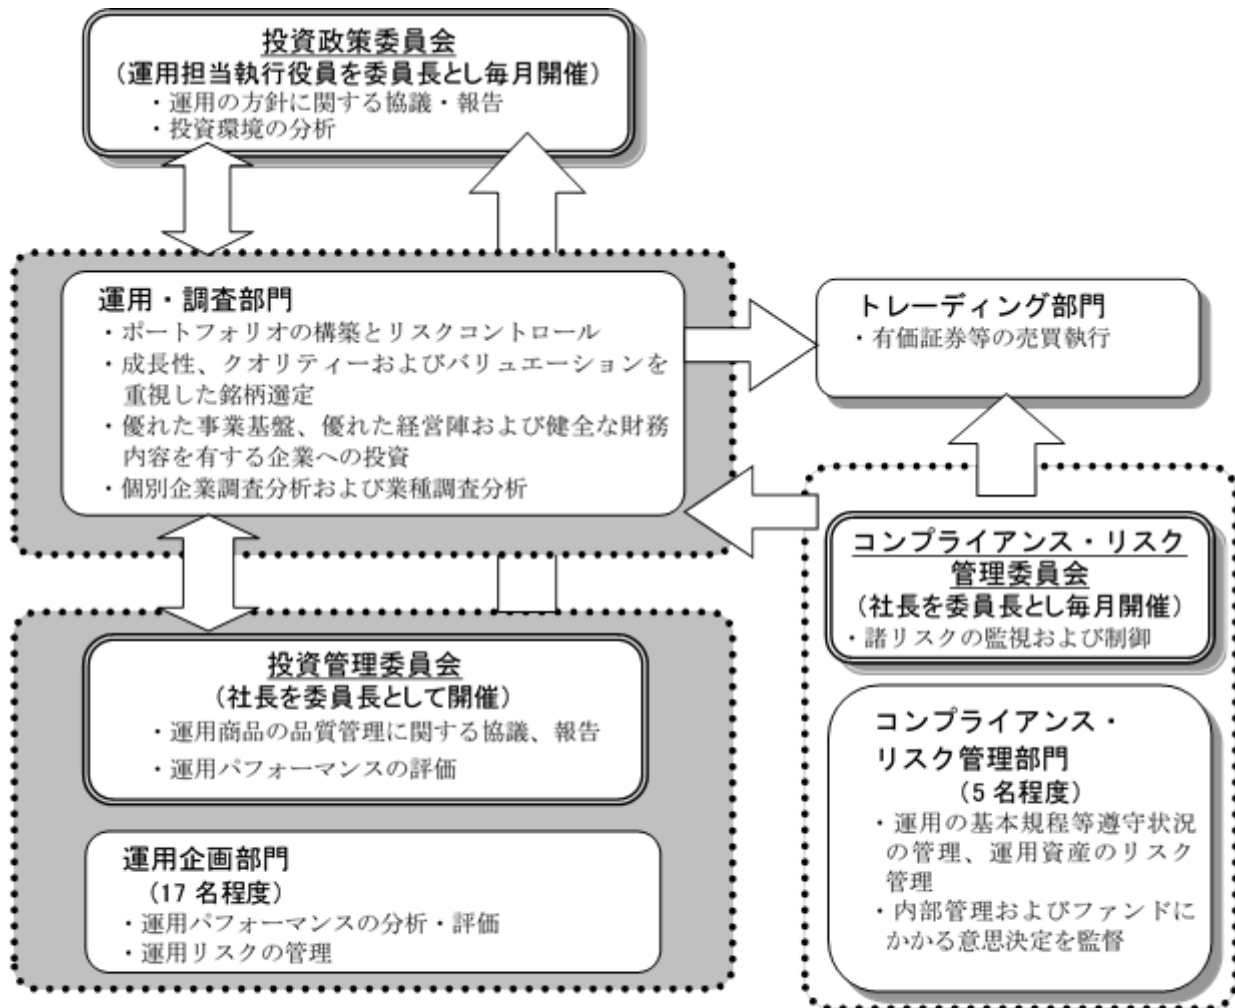 投資政策委員会
(運用担当執行役員を委員長とし毎月開催)
・運用の方針に関する協議・報告
・投資環境の分析
運用・調査部門
・ポートフォリオの構築とリスクコントロール
・成長性、クオリティーおよびバリュエーションを
重視した銘柄選定
・優れた事業基盤、優れた経営陣および健全な財務
内容を有する企業への投資
・個別企業調査分析および業種調査分析
トレーディング部門
・有価証券等の売買執行
投資管理委員会
(社長を委員長として開催)
・運用商品の品質管理に関する協議、報告
・運用パフォーマンスの評価
運用企画部門
(17 名程度)
・運用パフォーマンスの分析・評価
・運用リスクの管理
コンプライアンス・リスク
管理委員会
(社長を委員長とし毎月開催)
・諸リスクの監視および制御
コンプライアンス・
リスク管理部門
(5 名程度)
・運用の基本規程等遵守状況
の管理、運用資産のリスク
管理
・内部管理およびファンドに
かかる意思決定を監督